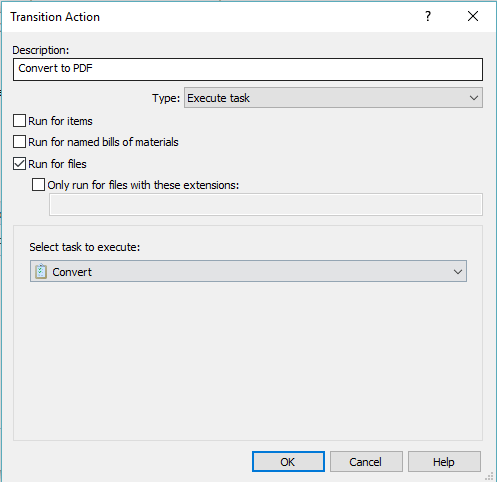 Transition Action
?
Description:
Convert to PDF
Type: Execute task
Run for items
Run for named bills of materials
Run for files
Only run for files with these extensions:
Select task to execute:
Convert
OK Cancel Help